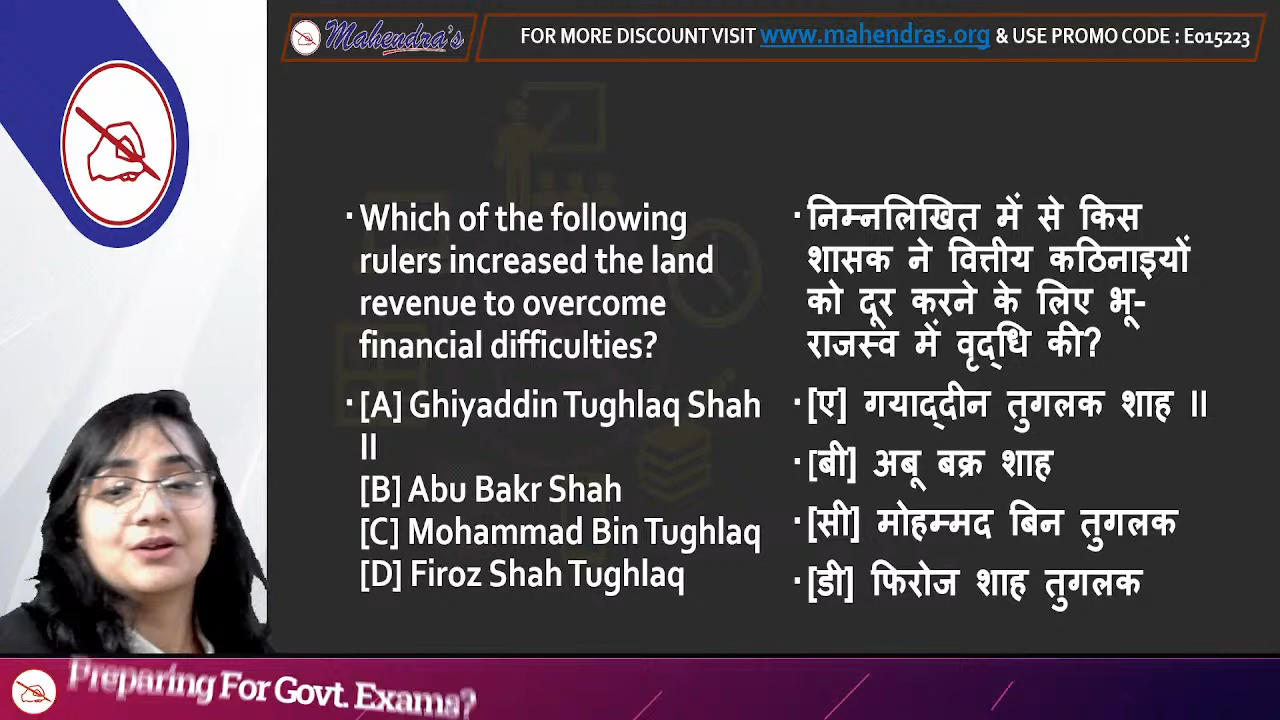 Mahendra's
FOR MORE DISCOUNT VISIT www.mahendras.org & USE PROMO CODE : E015223
· Which of the following
rulers increased the land
revenue to overcome
financial difficulties?
· [A] Ghiyaddin Tughlaq Shah
II
[B] Abu Bakr Shah
[C] Mohammad Bin Tughlaq
[D] Firoz Shah Tughlaq
· निम्नलिखित में से किस
शासक ने वित्तीय कठिनाइयों
को दूर करने के लिए भू-
राजस्व में वृद्धि की?
· [ए] गयाद्दीन तुगलक शाह II
· [बी] अबू बक्र शाह
· [सी] मोहम्मद बिन तुगलक
· [डी] फिरोज शाह तुगलक
Preparing For Govt. Exams?